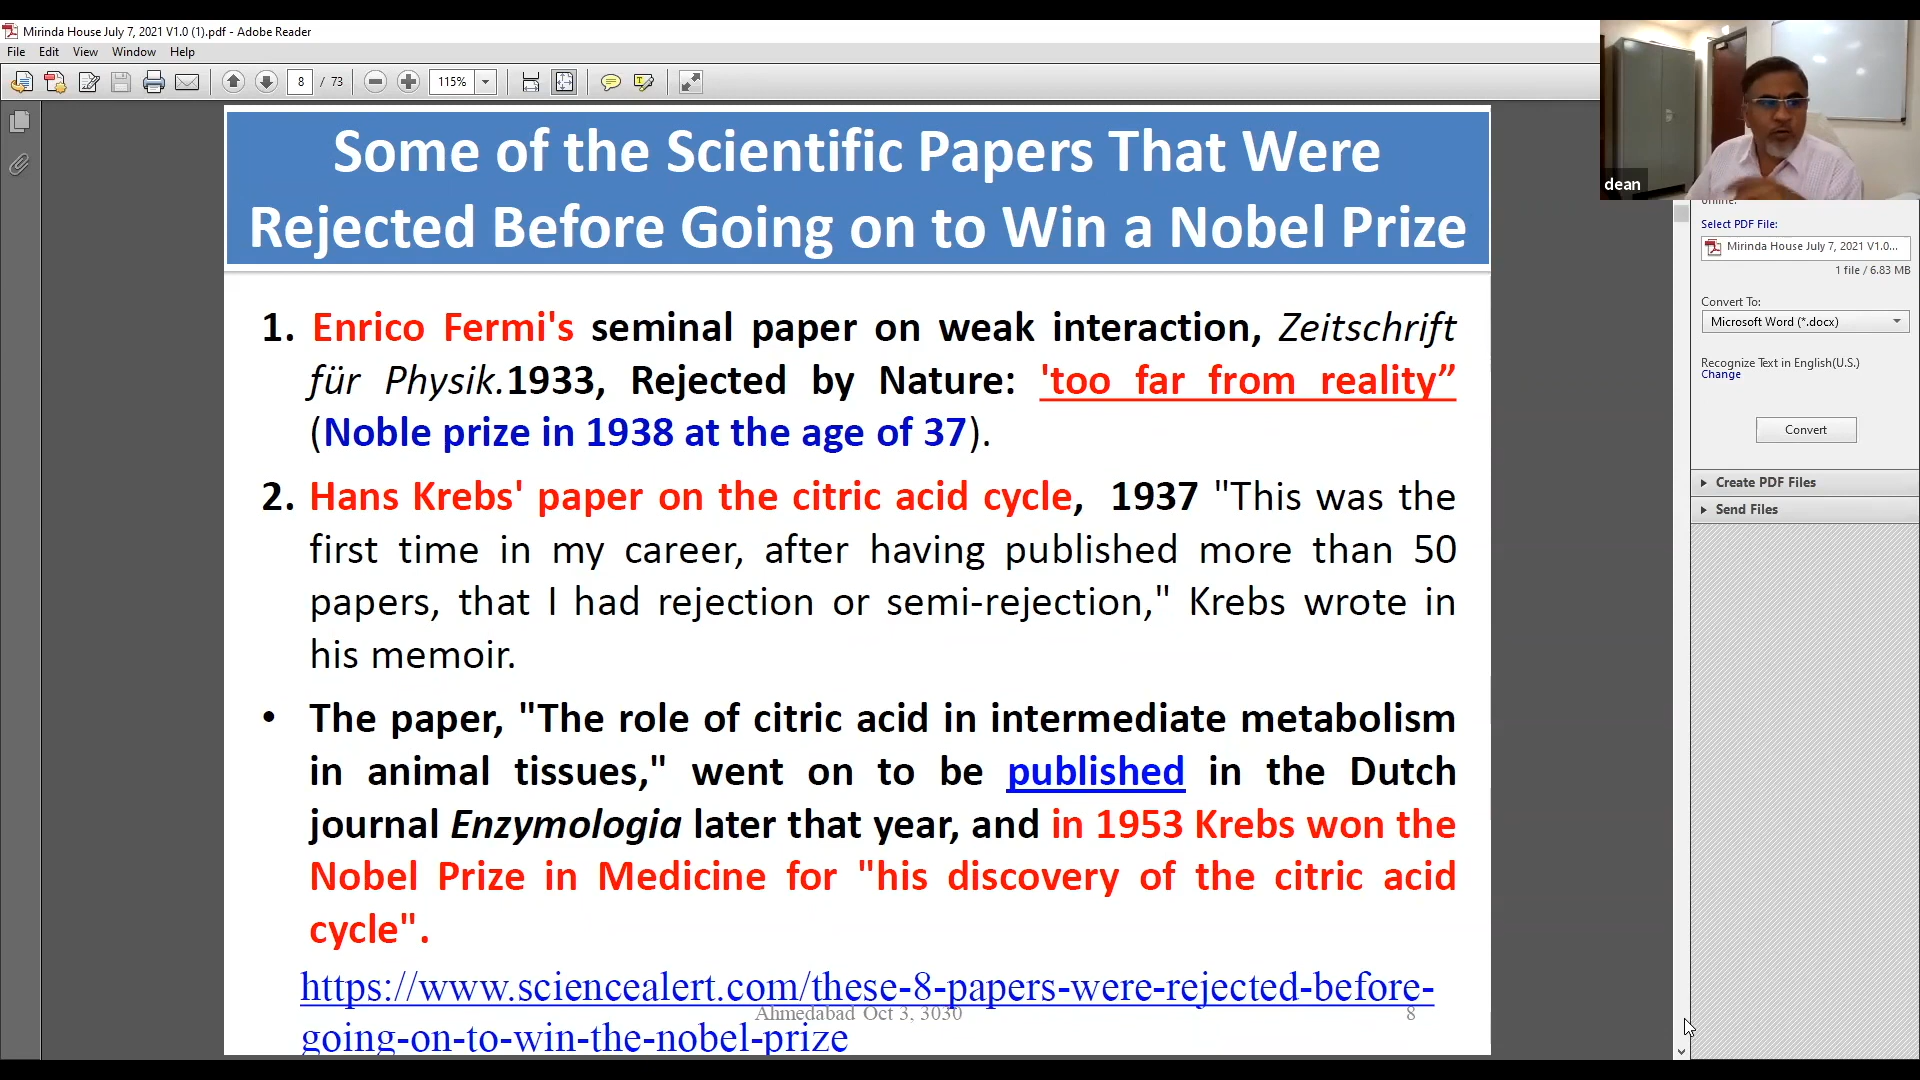 Mirinda House July 7, 2021 V1.0 (1).pdf - Adobe Reader
File Edit View Window Help
8 / 73 115%
Some of the Scientific Papers That Were
Rejected Before Going on to Win a Nobel Prize
1. Enrico Fermi's seminal paper on weak interaction, Zeitschrift
für Physik.1933, Rejected by Nature: 'too far from reality”
(Noble prize in 1938 at the age of 37).
2. Hans Krebs' paper on the citric acid cycle, 1937 "This was the
first time in my career, after having published more than 50
papers, that I had rejection or semi-rejection," Krebs wrote in
his memoir.
• The paper, "The role of citric acid in intermediate metabolism
in animal tissues," went on to be published in the Dutch
journal Enzymologia later that year, and in 1953 Krebs won the
Nobel Prize in Medicine for "his discovery of the citric acid
cycle".
https://www.sciencealert.com/these-8-papers-were-rejected-before-
going-on-to-win-the-nobel-prize
Ahmedabad Oct 3, 3030 8
dean
online.
Select PDF File:
Mirinda House July 7, 2021 V1.0...
1 file / 6.83 MB
Convert To:
Microsoft Word (*.docx)
Recognize Text in English(U.S.)
Change
Convert
Create PDF Files
Send Files